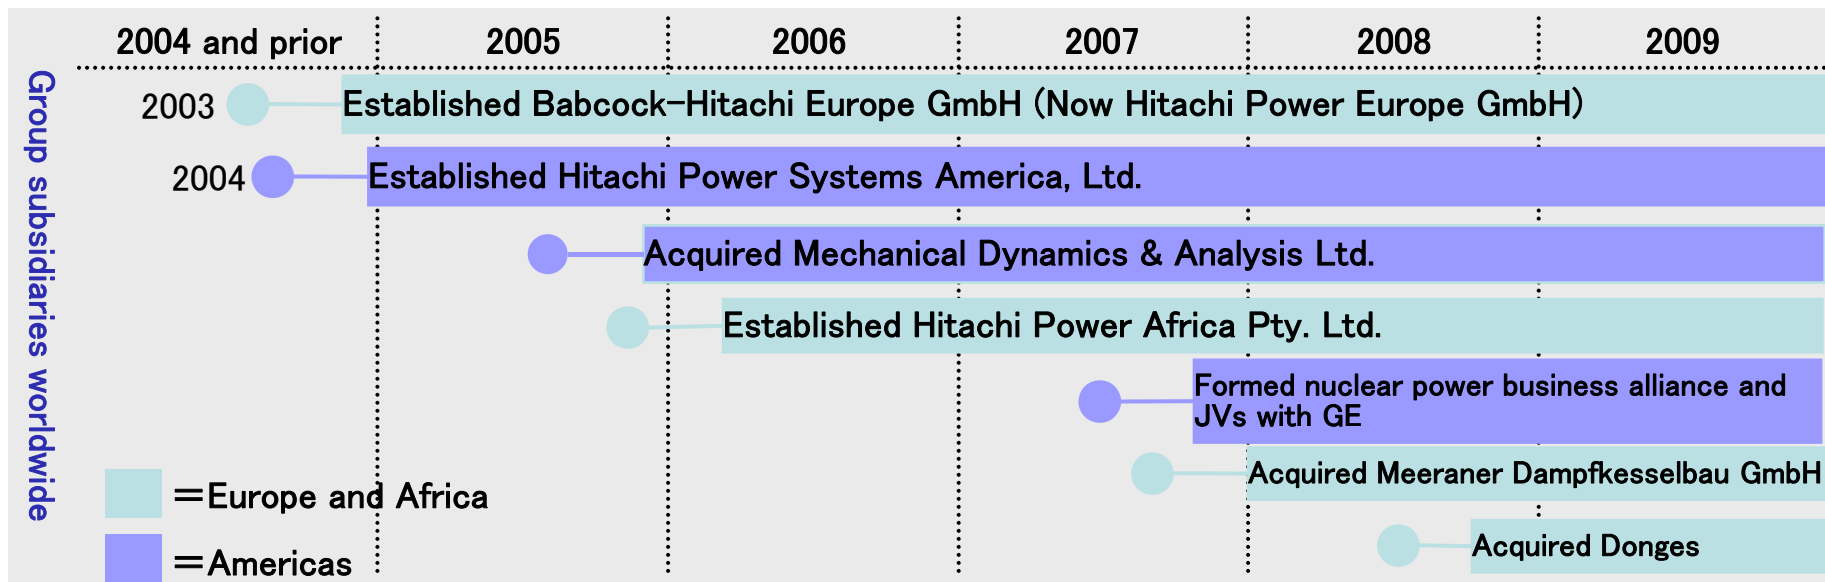 2004 and prior 2005 2006 2007 2008 2009
Group subsidiaries worldwide
2003 Established Babcock-Hitachi Europe GmbH (Now Hitachi Power Europe GmbH)
2004 Established Hitachi Power Systems America, Ltd.
Acquired Mechanical Dynamics & Analysis Ltd.
Established Hitachi Power Africa Pty. Ltd.
Formed nuclear power business alliance and
JVs with GE
Acquired Meeraner Dampfkesselbau GmbH
=Europe and Africa
Acquired Donges
=Americas